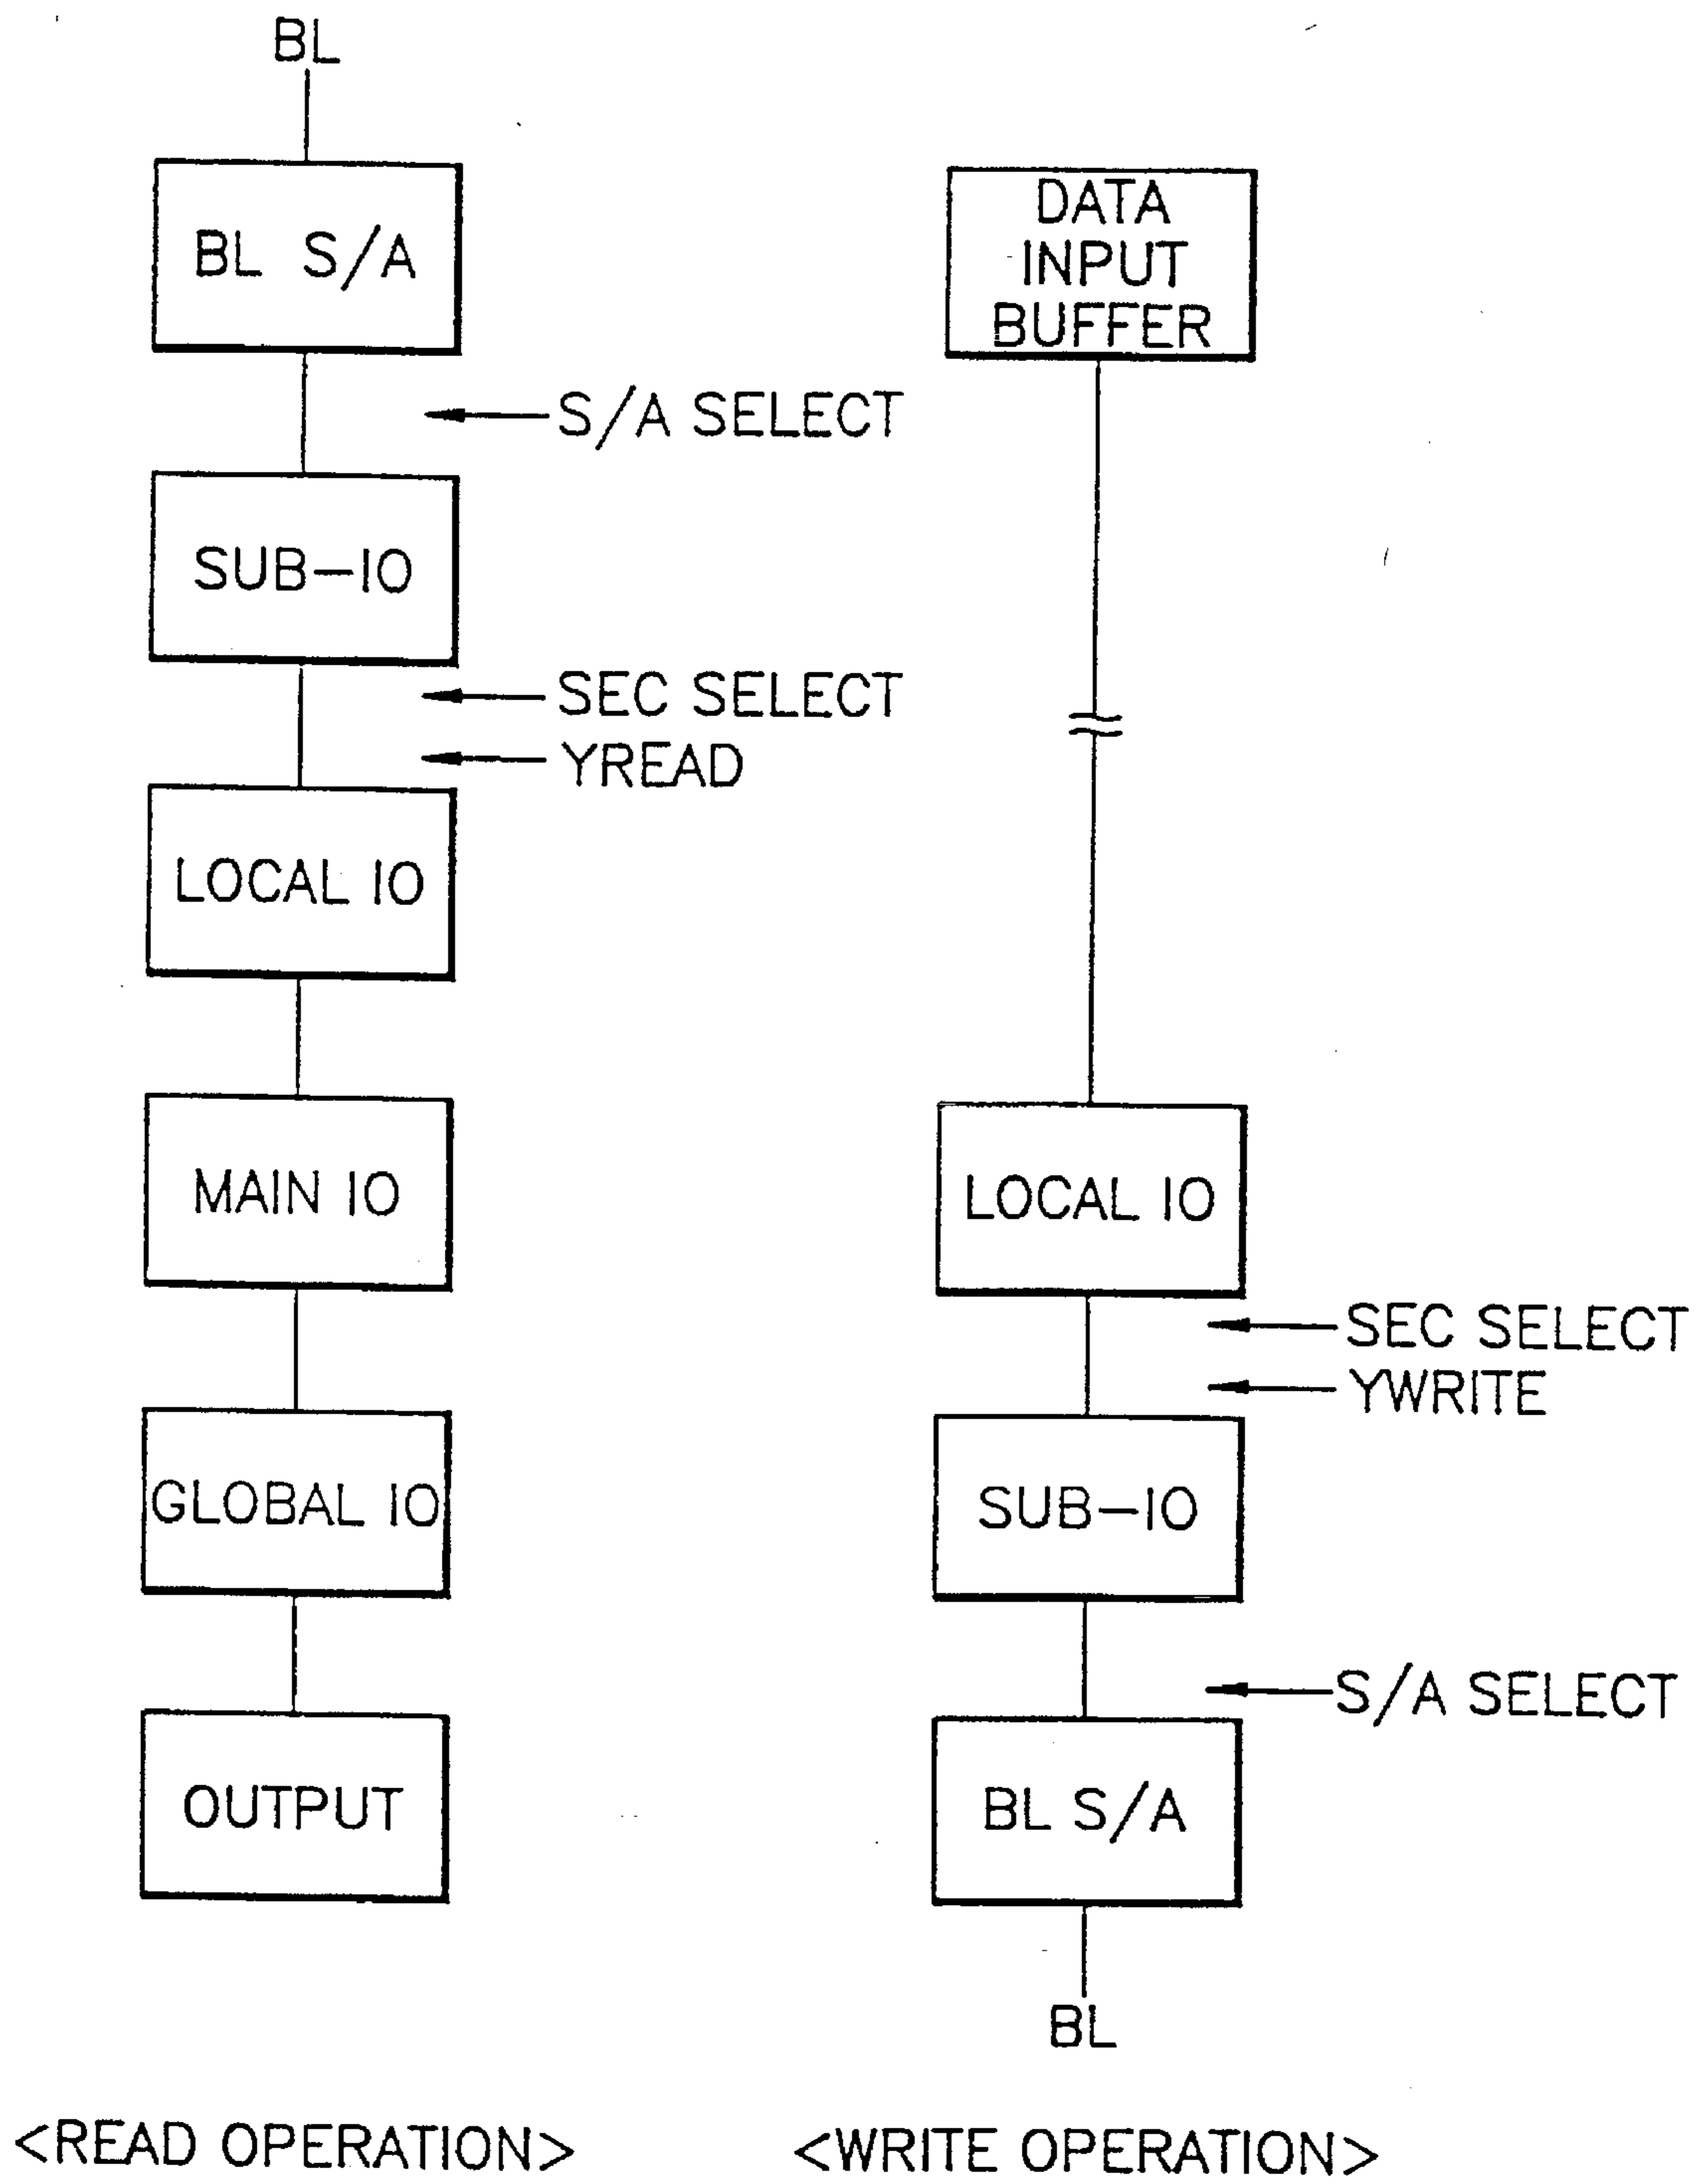 BL
BL S/A
S/A SELECT
SUB-IO
SEC SELECT
YREAD
LOCAL IO
MAIN IO
GLOBAL IO
OUTPUT
<READ OPERATION>
DATA
INPUT
BUFFER
LOCAL IO
SEC SELECT
YWRITE
SUB-IO
S/A SELECT
BL S/A
BL
<WRITE OPERATION>